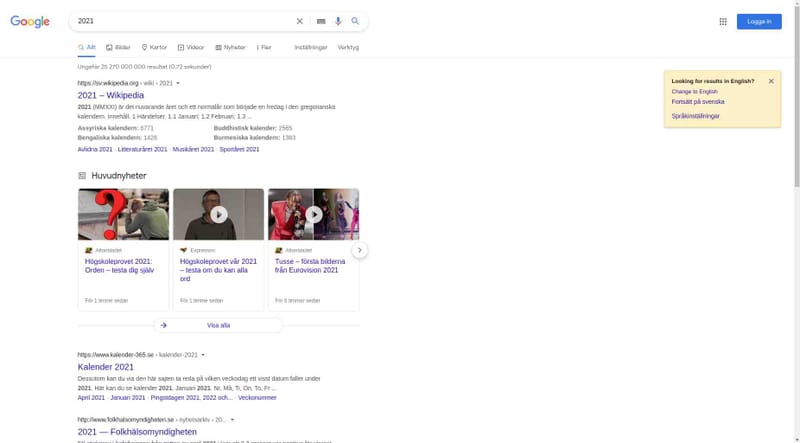 Google
2021
Logga in
Allt
Bilder
Kartor
Videor
Nyheter
Fler
Inställningar
Verktyg
Ungefär 25 270 000 000 resultat (0,72 sekunder)
https://sv.wikipedia.org › wiki › 2021
2021 – Wikipedia
2021 (MMXXI) är det nuvarande året och ett normalår som började en fredag i den gregorianska
kalendern. Innehåll. 1 Händelser. 1.1 Januari; 1.2 Februari; 1.3 ...
Assyriska kalendern: 6771
Buddhistisk kalender: 2565
Bengaliska kalendern: 1428
Burmesiska kalendern: 1383
Avlidna 2021 · Litteraturåret 2021 · Musikåret 2021 · Sportåret 2021
Looking for results in English?
Change to English
Fortsätt på svenska
Språkinställningar
Huvudnyheter
Aftonbladet
Högskoleprovet 2021:
Orden – testa dig själv
För 1 timme sedan
Expressen
Högskoleprovet vår 2021
– testa om du kan alla
ord
För 1 timme sedan
Aftonbladet
Tusse – första bilderna
från Eurovision 2021
För 6 timmar sedan
Visa alla
https://www.kalender-365.se › kalender-2021
Kalender 2021
Dessutom kan du via den här sajten ta reda på vilken veckodag ett visst datum faller under
2021. Här kan du se kalender 2021. Januari 2021. Nr, Må, Ti, On, To, Fr ...
April 2021 · Januari 2021 · Pingstdagen 2021, 2022 och... · Veckonummer
http://www.folkhalsomyndigheten.se › nyhetsarkiv › 20...
2021 — Folkhälsomyndigheten